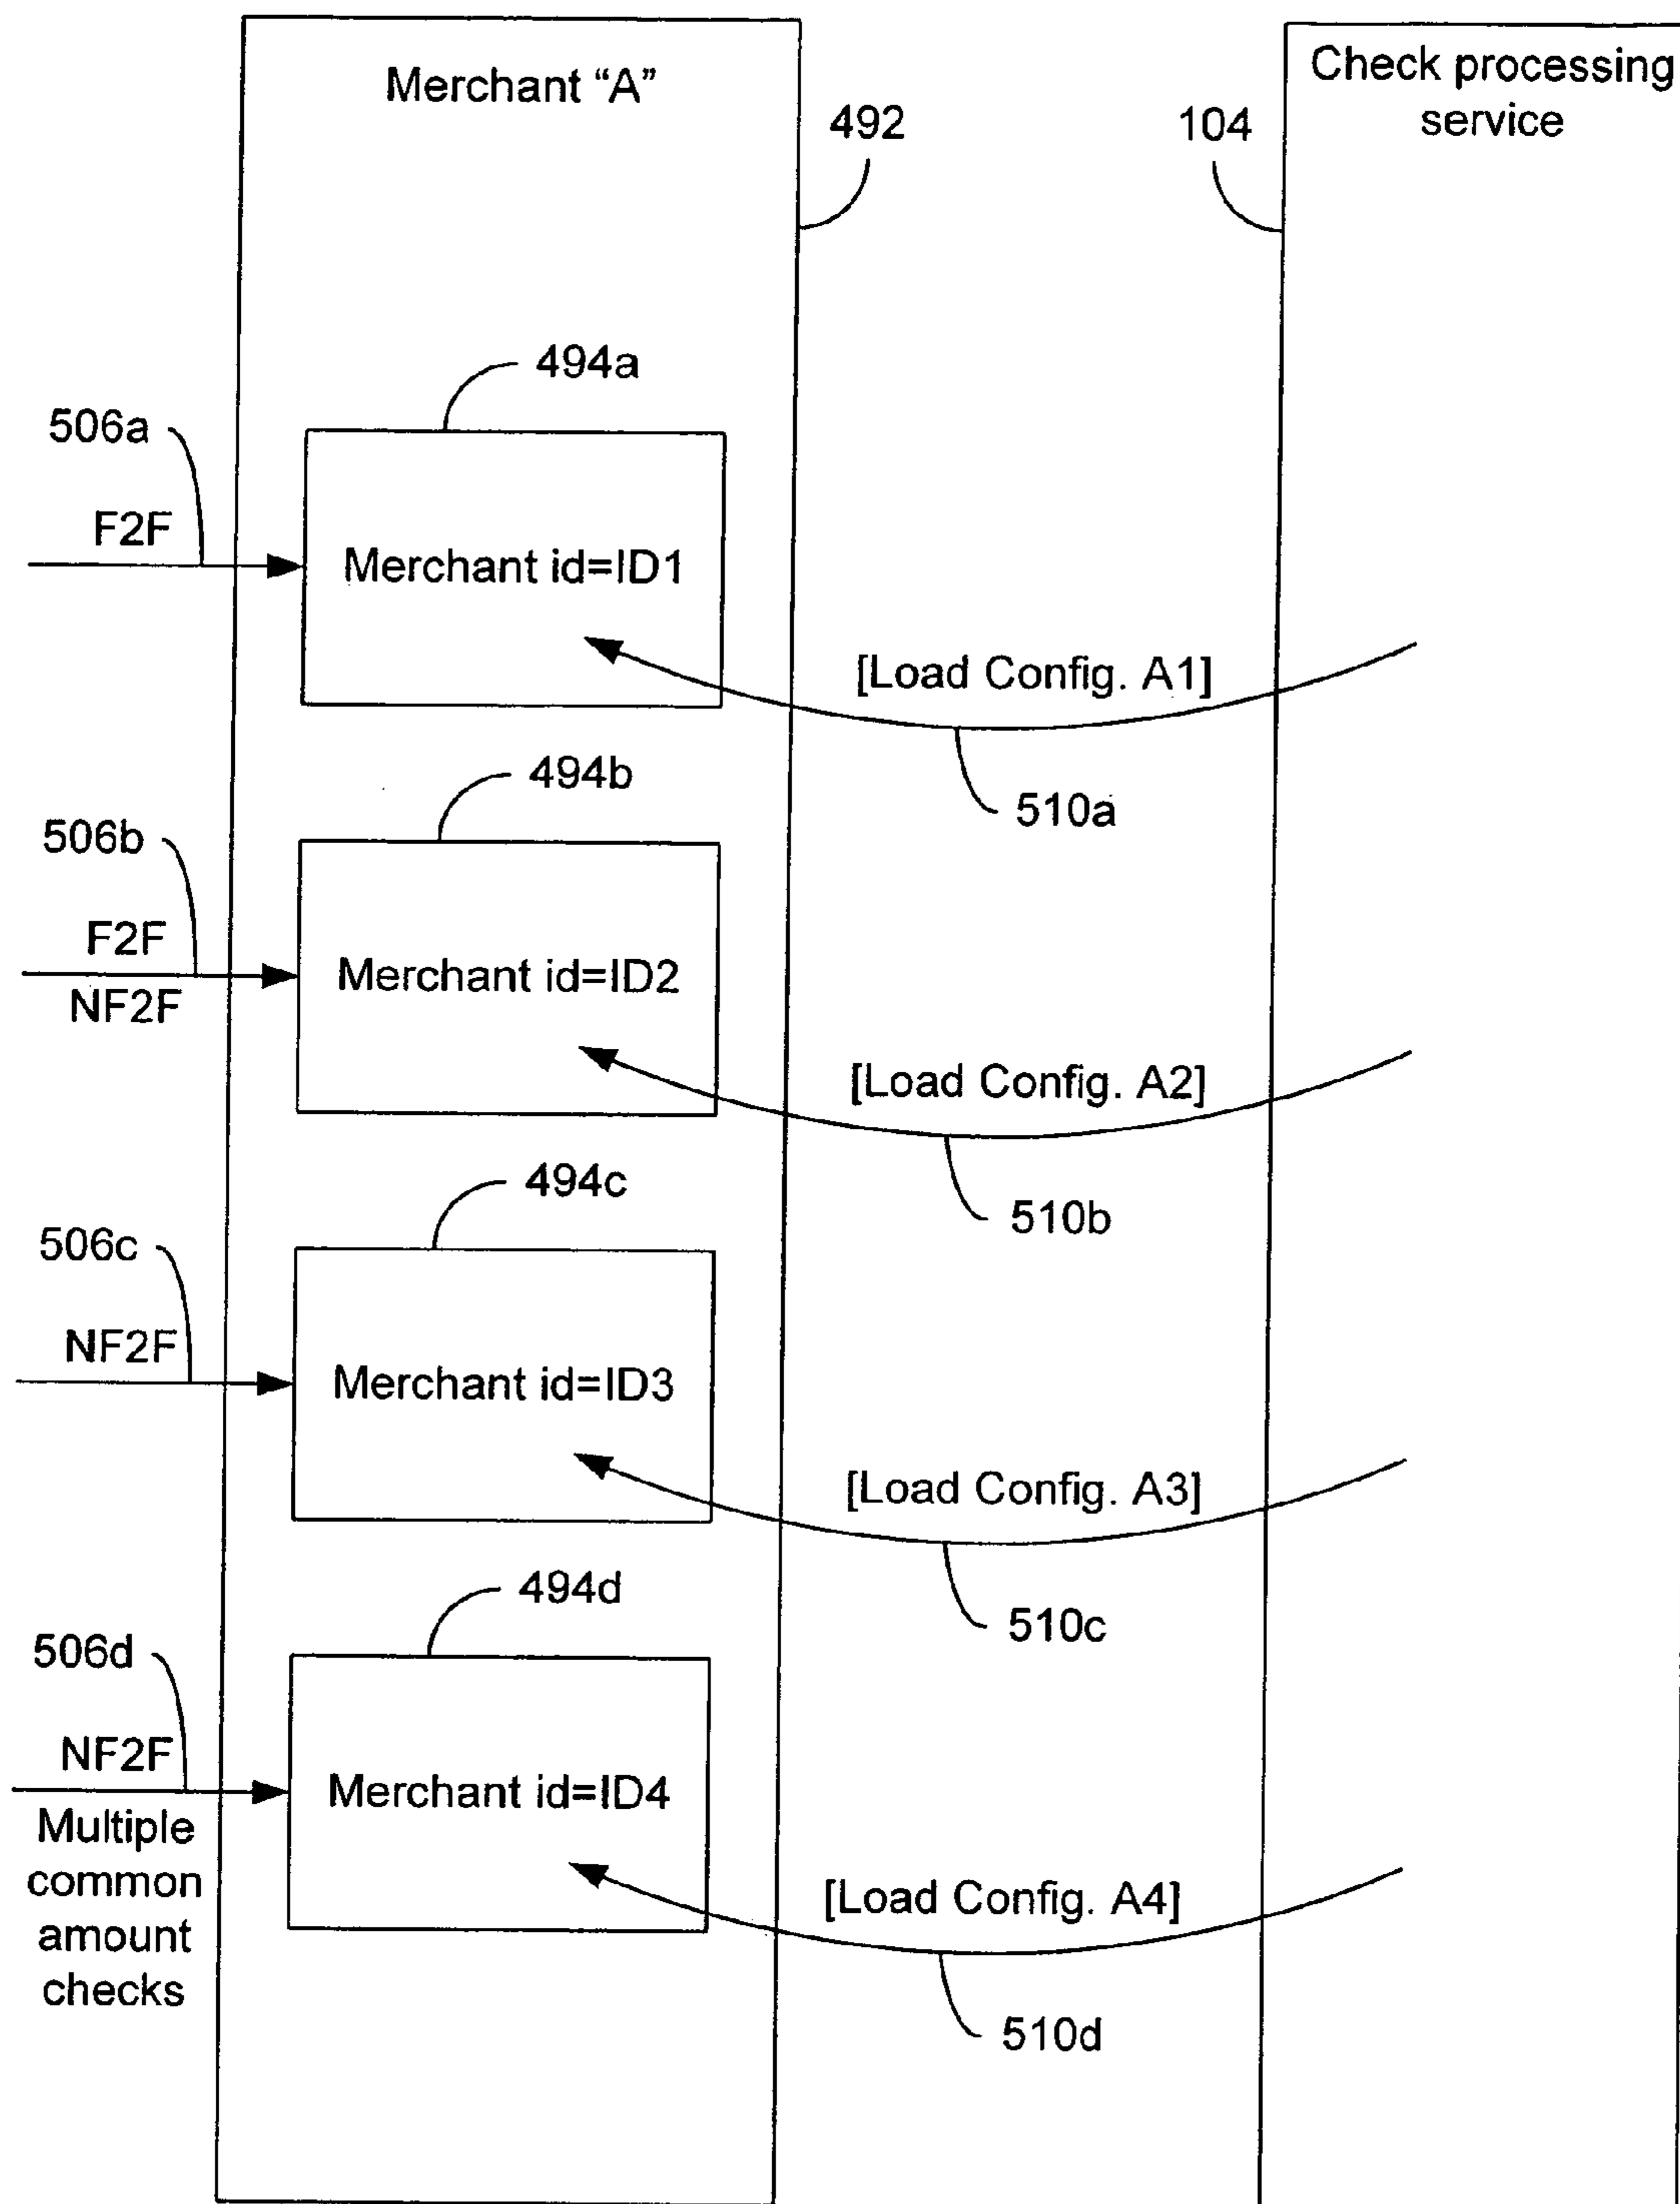 Merchant “A”
Check processing
service
492
104
494a
506a
F2F
Merchant id=ID1
[Load Config. A1]
510a
494b
506b
F2F
NF2F
Merchant id=ID2
[Load Config. A2]
510b
494c
506c
NF2F
Merchant id=ID3
[Load Config. A3]
510c
494d
506d
NF2F
Multiple
common
amount
checks
Merchant id=ID4
[Load Config. A4]
510d